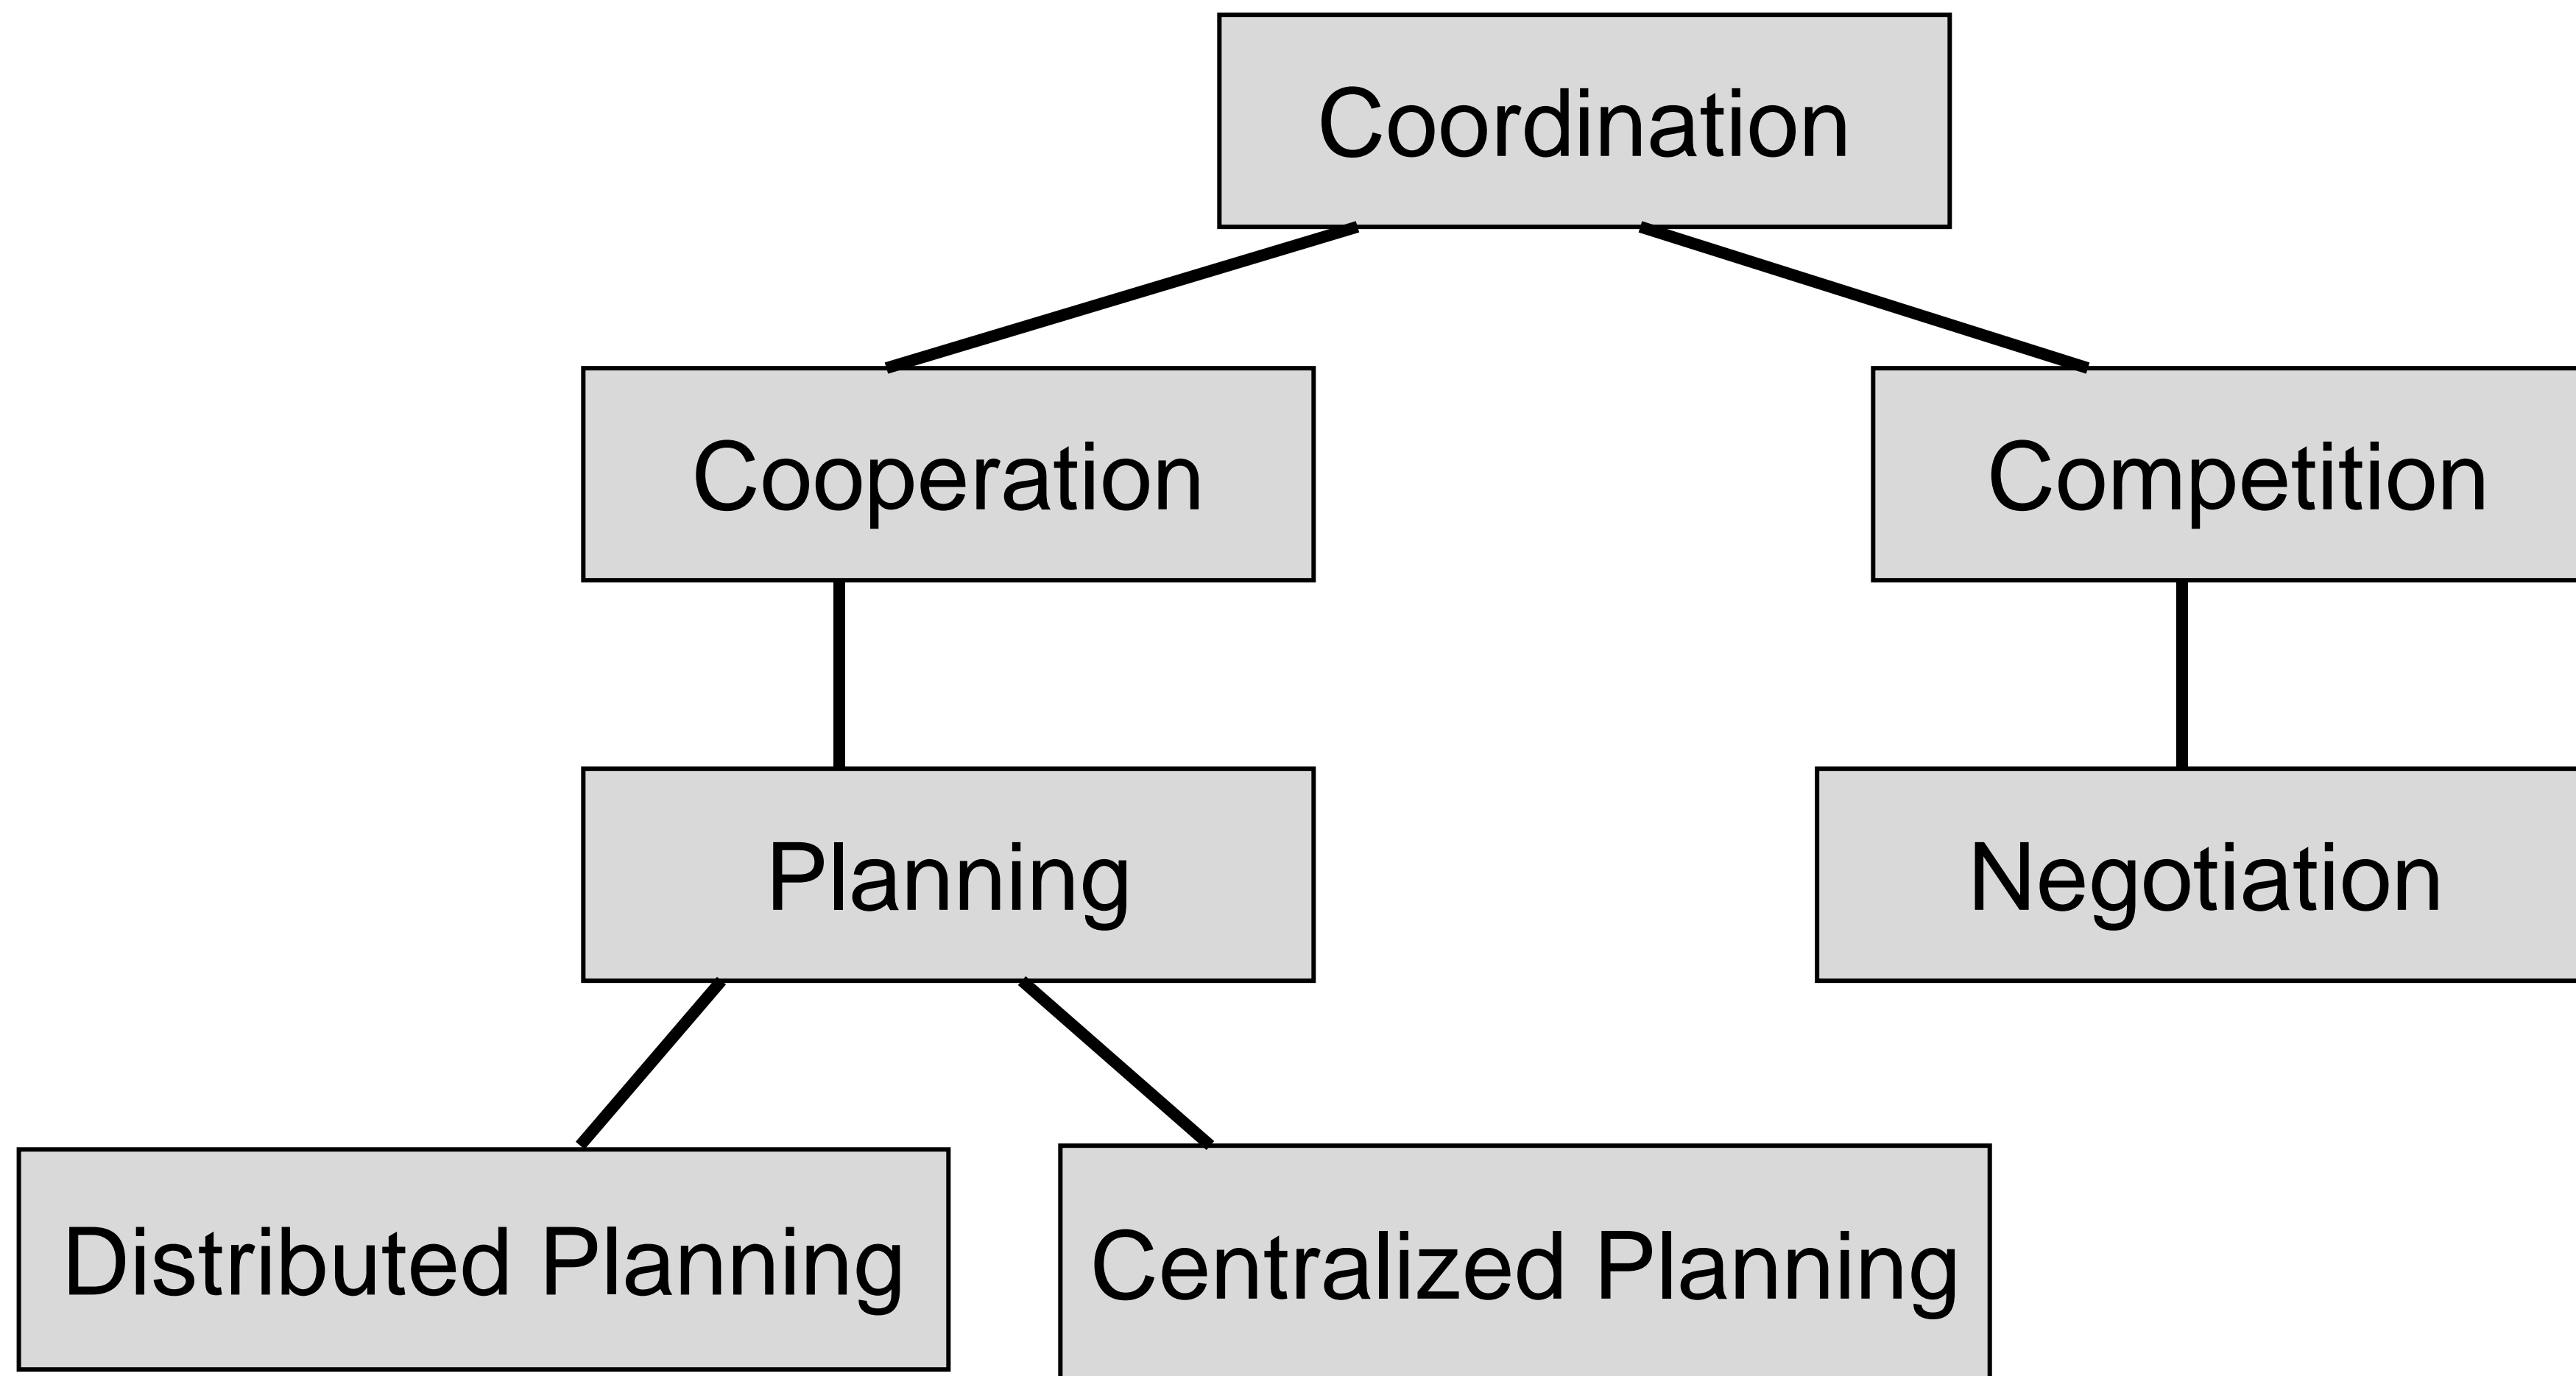 Coordination
Cooperation
Competition
Planning
Negotiation
Distributed Planning
Centralized Planning